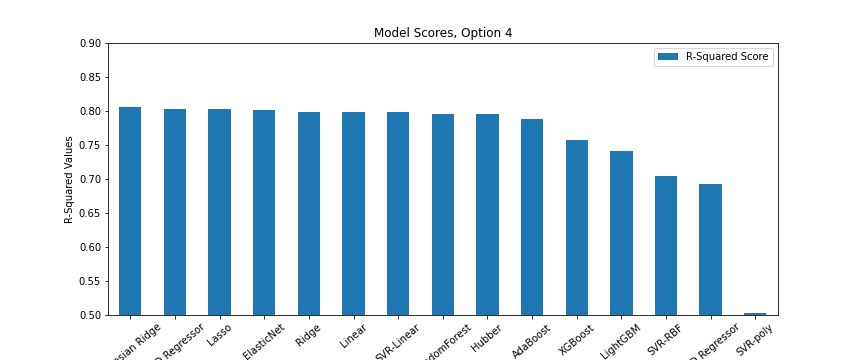 Model Scores, Option 4
R-Squared Score
R-Squared Values
0.90
0.85
0.80
0.75
0.70
0.65
0.60
0.55
0.50
sian Ridge
D Regressor
Lasso
ElasticNet
Ridge
Linear
SVR-Linear
domForest
Hubber
AdaBoost
XGBoost
LightGBM
SVR-RBF
D Regressor
SVR-poly